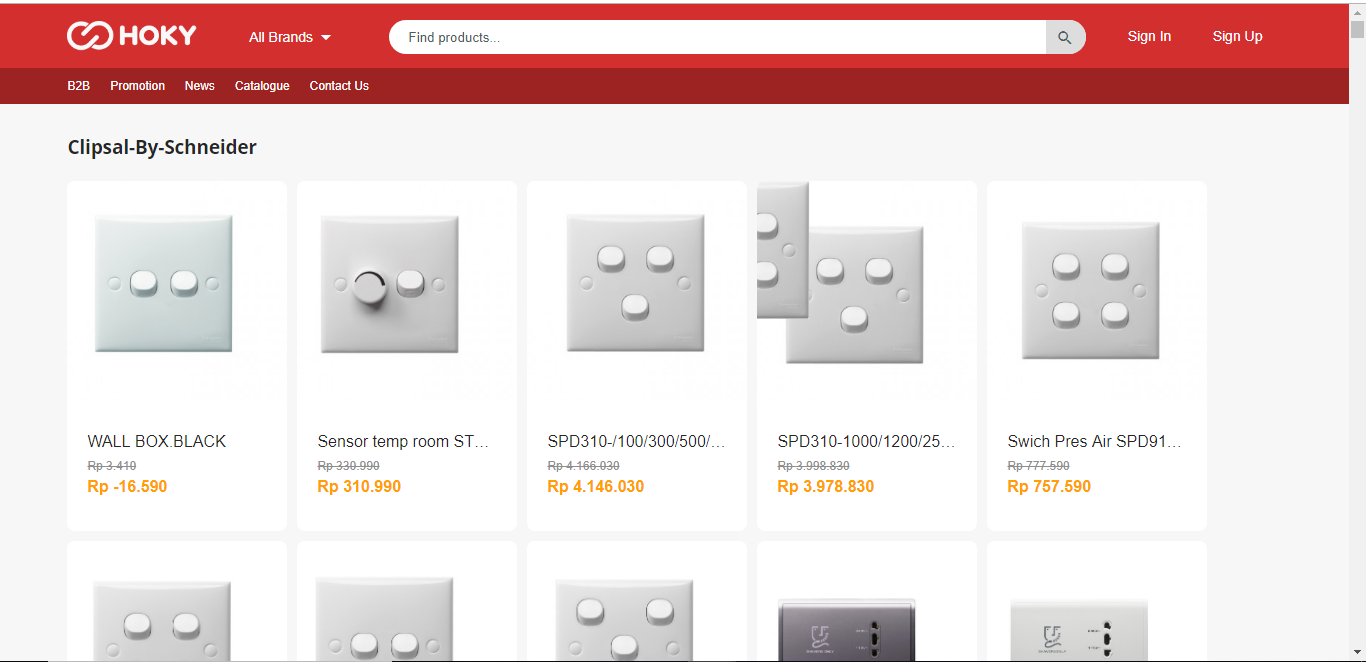 HOKY
All Brands
Find products...
Sign In
Sign Up
B2B
Promotion
News
Catalogue
Contact Us
Clipsal-By-Schneider
WALL BOX.BLACK
Rp 3.410
Rp -16.590
Sensor temp room ST...
Rp 330.990
Rp 310.990
SPD310-/100/300/500/...
Rp 4.166.030
Rp 4.146.030
SPD310-1000/1200/25...
Rp 3.998.830
Rp 3.978.830
Swich Pres Air SPD91...
Rp 777.590
Rp 757.590